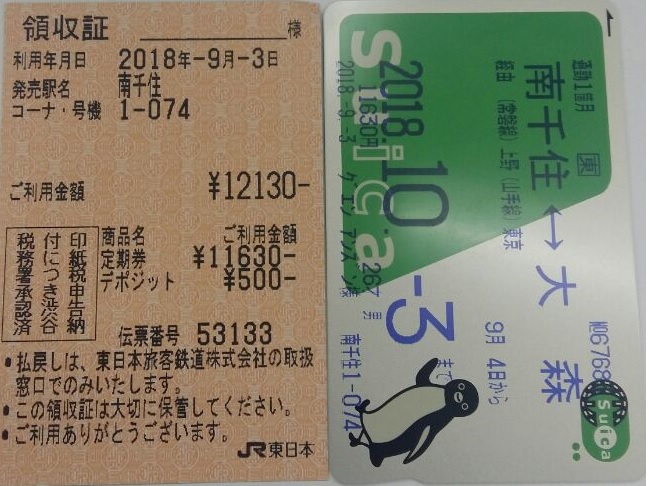 領収証 様
利用年月日 2018年-9月-3日
発売駅名 南千住
コーナ・号機 1-074
ご利用金額 ¥12130-
印紙税申告納
付につき渋谷
税務署承認済
商品名 ご利用金額
定期券 ¥11630-
デポジット ¥500-
伝票番号 53133
•払戻しは、東日本旅客鉄道株式会社の取扱
窓口でのみいたします。
•この領収証は大切に保管してください。
•ご利用ありがとうございます。
JR東日本
Suica
通勤1箇月
東
南千住↔大森
経由 (常磐線)上野(山手線)東京
9月 4日から
2018 10 -3 まで
11630円
267 男
2018 -9. -3
ケ エン アンスン様
南千住1-074
Suica